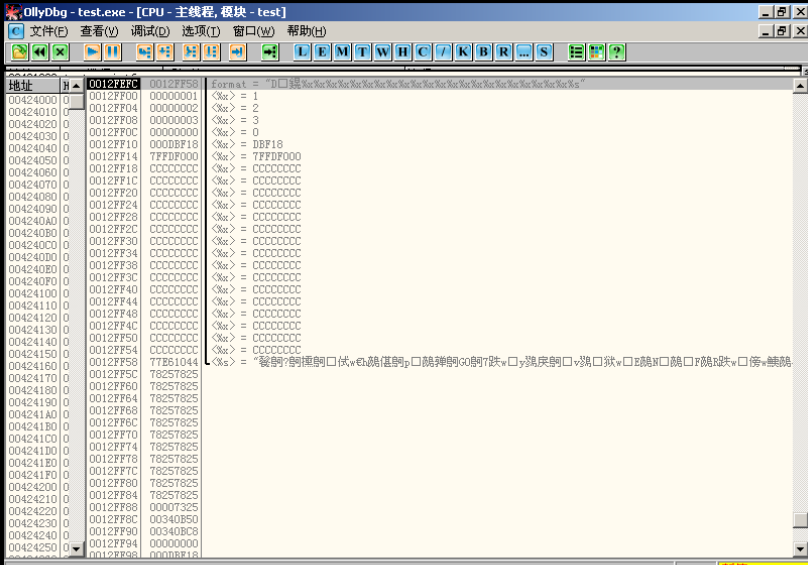 OllyDbg - test.exe - [CPU - 主线程, 模块 - test]
C 文件(F) 查看(V) 调试(D) 选项(T) 窗口(W) 帮助(H)
L E M T W H C / K B R ... S ?
地址
0012FEFC 0012FF58 format = "D□
0012FF00 00000001 <%x> = 1
00424000 0
0012FF04 00000002 <%x> = 2
00424010 0
0012FF08 00000003 <%x> = 3
00424020 0
0012FF0C 00000000 <%x> = 0
00424030 0
0012FF10 000DBF18 <%x> = DBF18
00424040 0
0012FF14 7FFDF000 <%x> = 7FFDF000
00424050 0
0012FF18 CCCCCCCC <%x> = CCCCCCCC
00424060 0
0012FF1C CCCCCCCC <%x> = CCCCCCCC
00424070 0
0012FF20 CCCCCCCC <%x> = CCCCCCCC
00424080 0
0012FF24 CCCCCCCC <%x> = CCCCCCCC
00424090 0
0012FF28 CCCCCCCC <%x> = CCCCCCCC
004240A0 0
0012FF2C CCCCCCCC <%x> = CCCCCCCC
004240B0 0
0012FF30 CCCCCCCC <%x> = CCCCCCCC
004240C0 0
0012FF34 CCCCCCCC <%x> = CCCCCCCC
004240D0 0
0012FF38 CCCCCCCC <%x> = CCCCCCCC
004240E0 0
0012FF3C CCCCCCCC <%x> = CCCCCCCC
004240F0 0
0012FF40 CCCCCCCC <%x> = CCCCCCCC
00424100 0
0012FF44 CCCCCCCC <%x> = CCCCCCCC
00424110 0
0012FF48 CCCCCCCC <%x> = CCCCCCCC
00424120 0
0012FF4C CCCCCCCC <%x> = CCCCCCCC
00424130 0
0012FF50 CCCCCCCC <%x> = CCCCCCCC
00424140 0
0012FF54 CCCCCCCC <%x> = CCCCCCCC
00424150 0
0012FF58 77E61044 <%s> =
00424160 0
0012FF5C 78257825
00424170 0
0012FF60 78257825
00424180 0
0012FF64 78257825
00424190 0
0012FF68 78257825
004241A0 0
0012FF6C 78257825
004241B0 0
0012FF70 78257825
004241C0 0
0012FF74 78257825
004241D0 0
0012FF78 78257825
004241E0 0
0012FF7C 78257825
004241F0 0
0012FF80 78257825
00424200 0
0012FF84 78257825
00424210 0
0012FF88 00007325
00424220 0
0012FF8C 00340B50
00424230 0
0012FF90 00340BC8
00424240 0
0012FF94 00000000
00424250 0
0012FF98 000DBF18